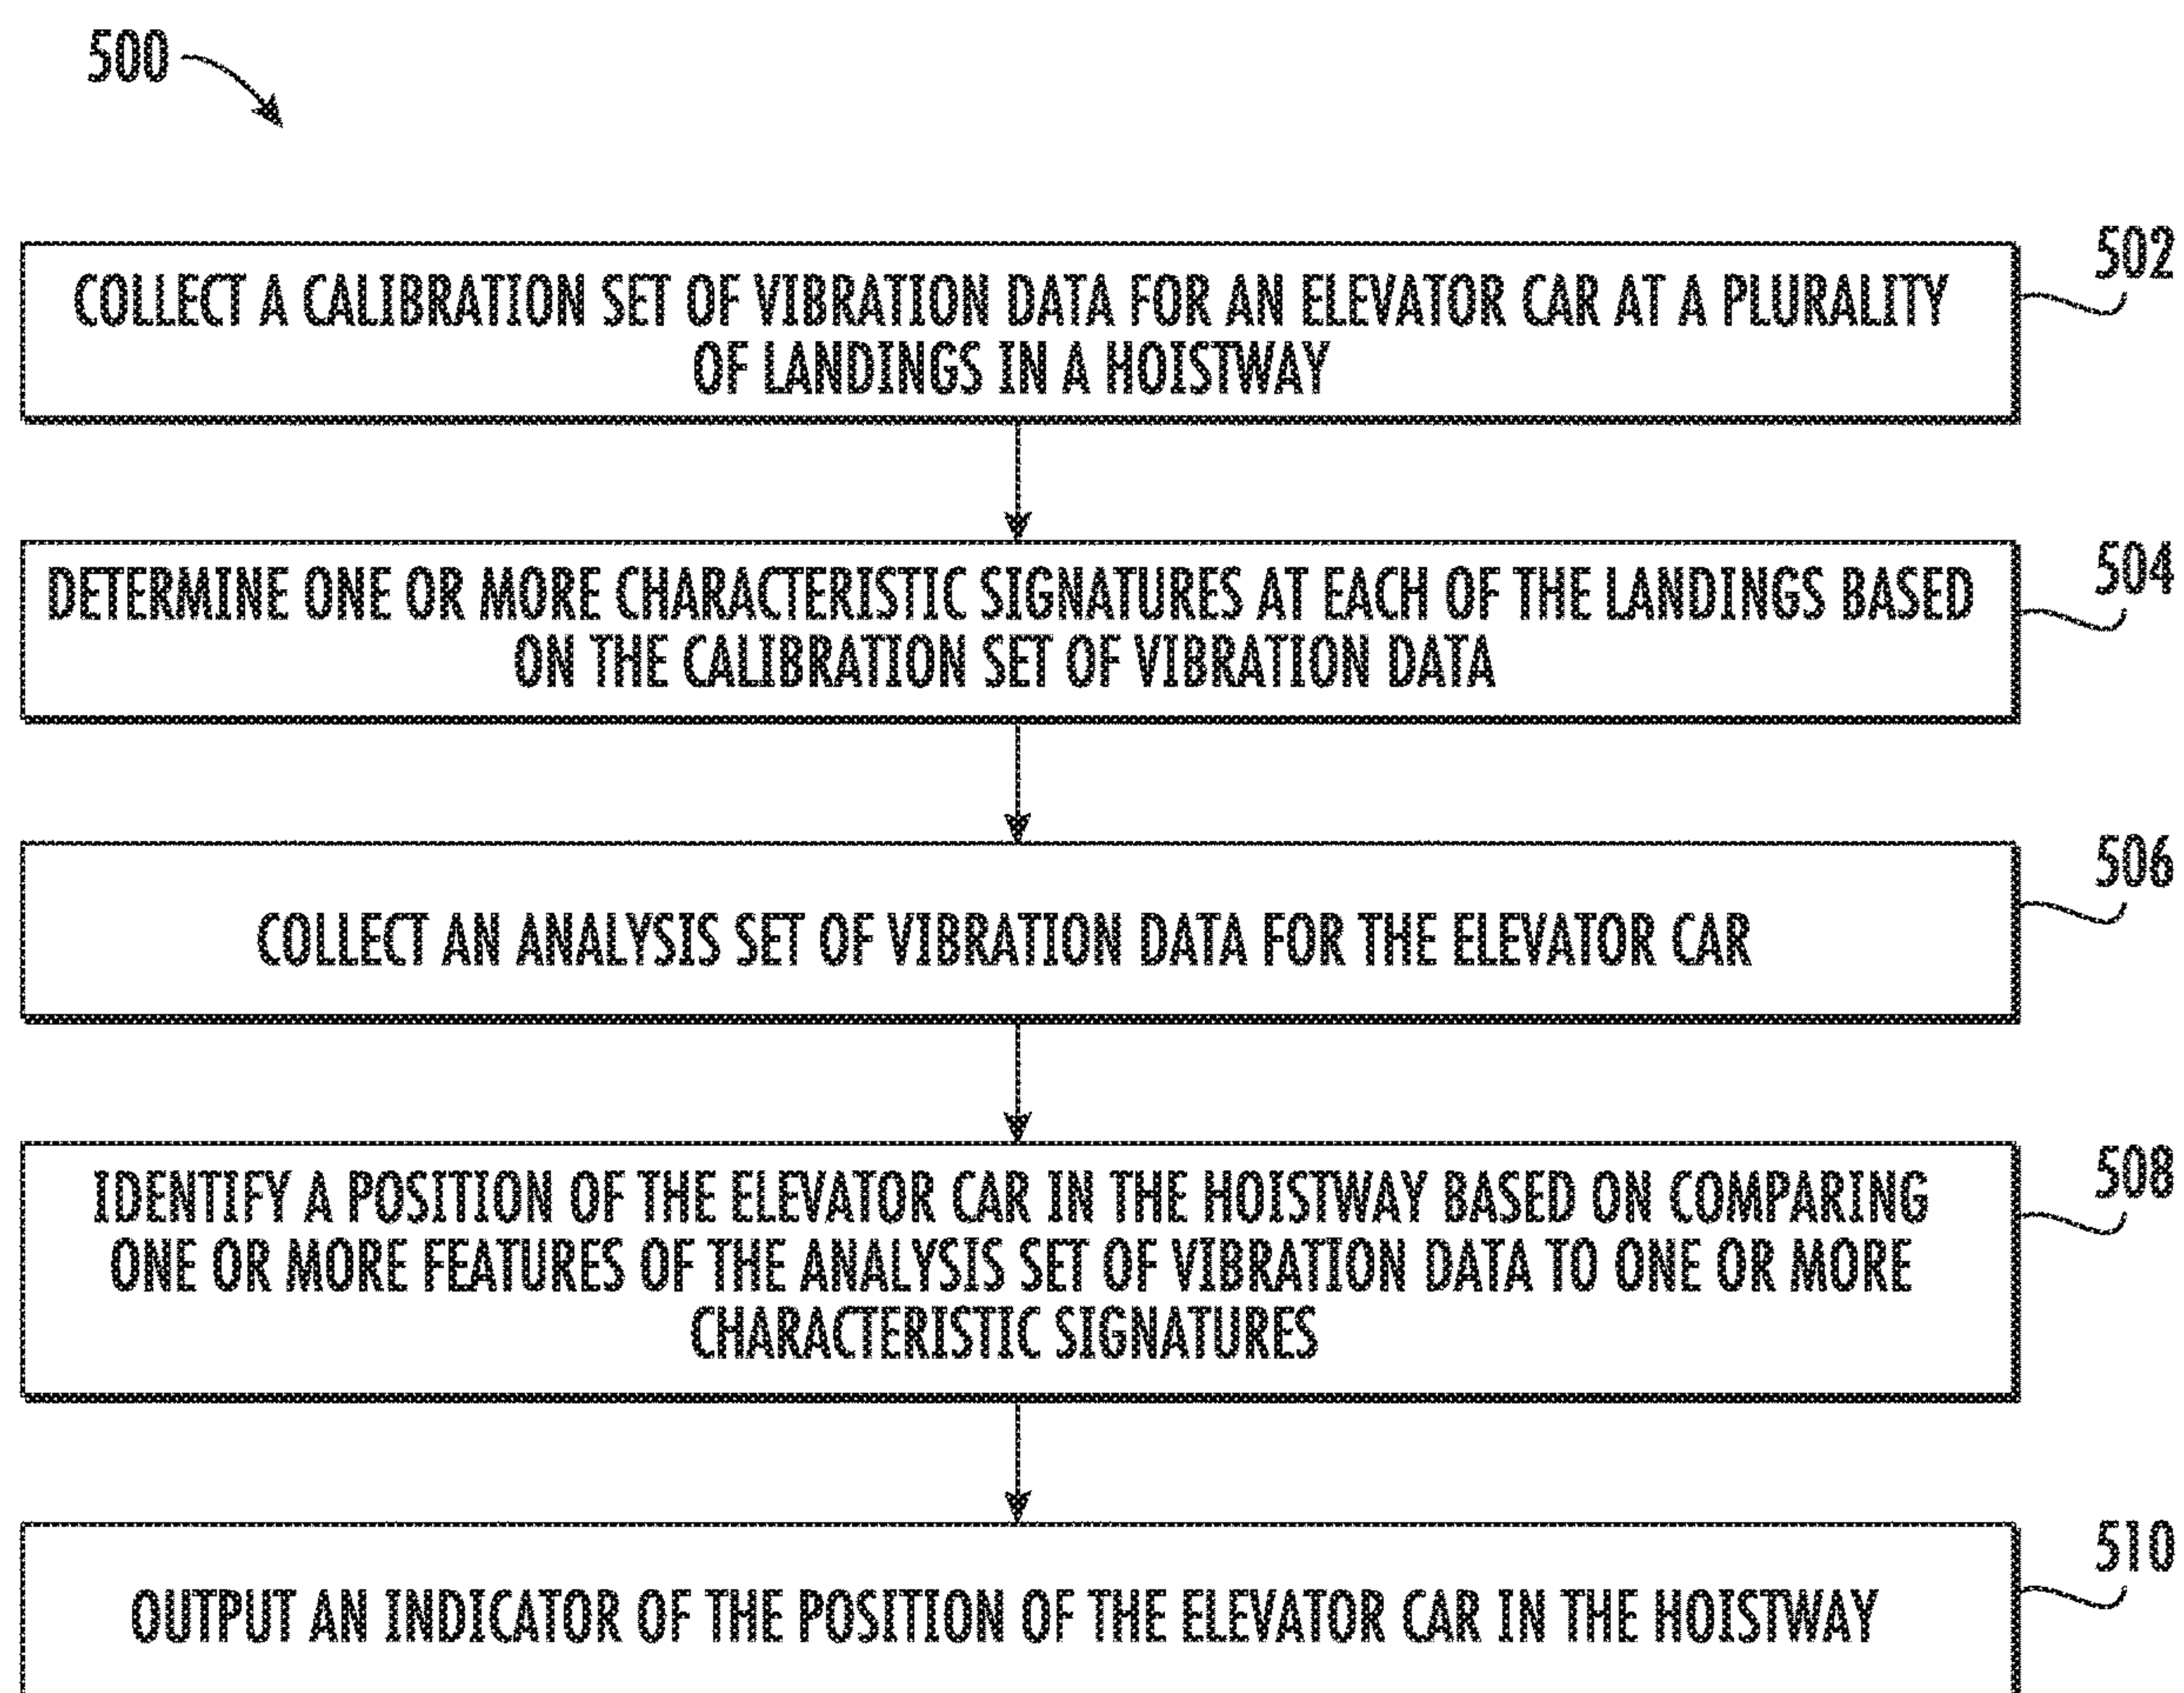 500
502
COLLECT A CALIBRATION SET OF VIBRATION DATA FOR AN ELEVATOR CAR AT A PLURALITY
OF LANDINGS IN A HOISTWAY
504
DETERMINE ONE OR MORE CHARACTERISTIC SIGNATURES AT EACH OF THE LANDINGS BASED
ON THE CALIBRATION SET OF VIBRATION DATA
506
COLLECT AN ANALYSIS SET OF VIBRATION DATA FOR THE ELEVATOR CAR
508
IDENTIFY A POSITION OF THE ELEVATOR CAR IN THE HOISTWAY BASED ON COMPARING
ONE OR MORE FEATURES OF THE ANALYSIS SET OF VIBRATION DATA TO ONE OR MORE
CHARACTERISTIC SIGNATURES
510
OUTPUT AN INDICATOR OF THE POSITION OF THE ELEVATOR CAR IN THE HOISTWAY